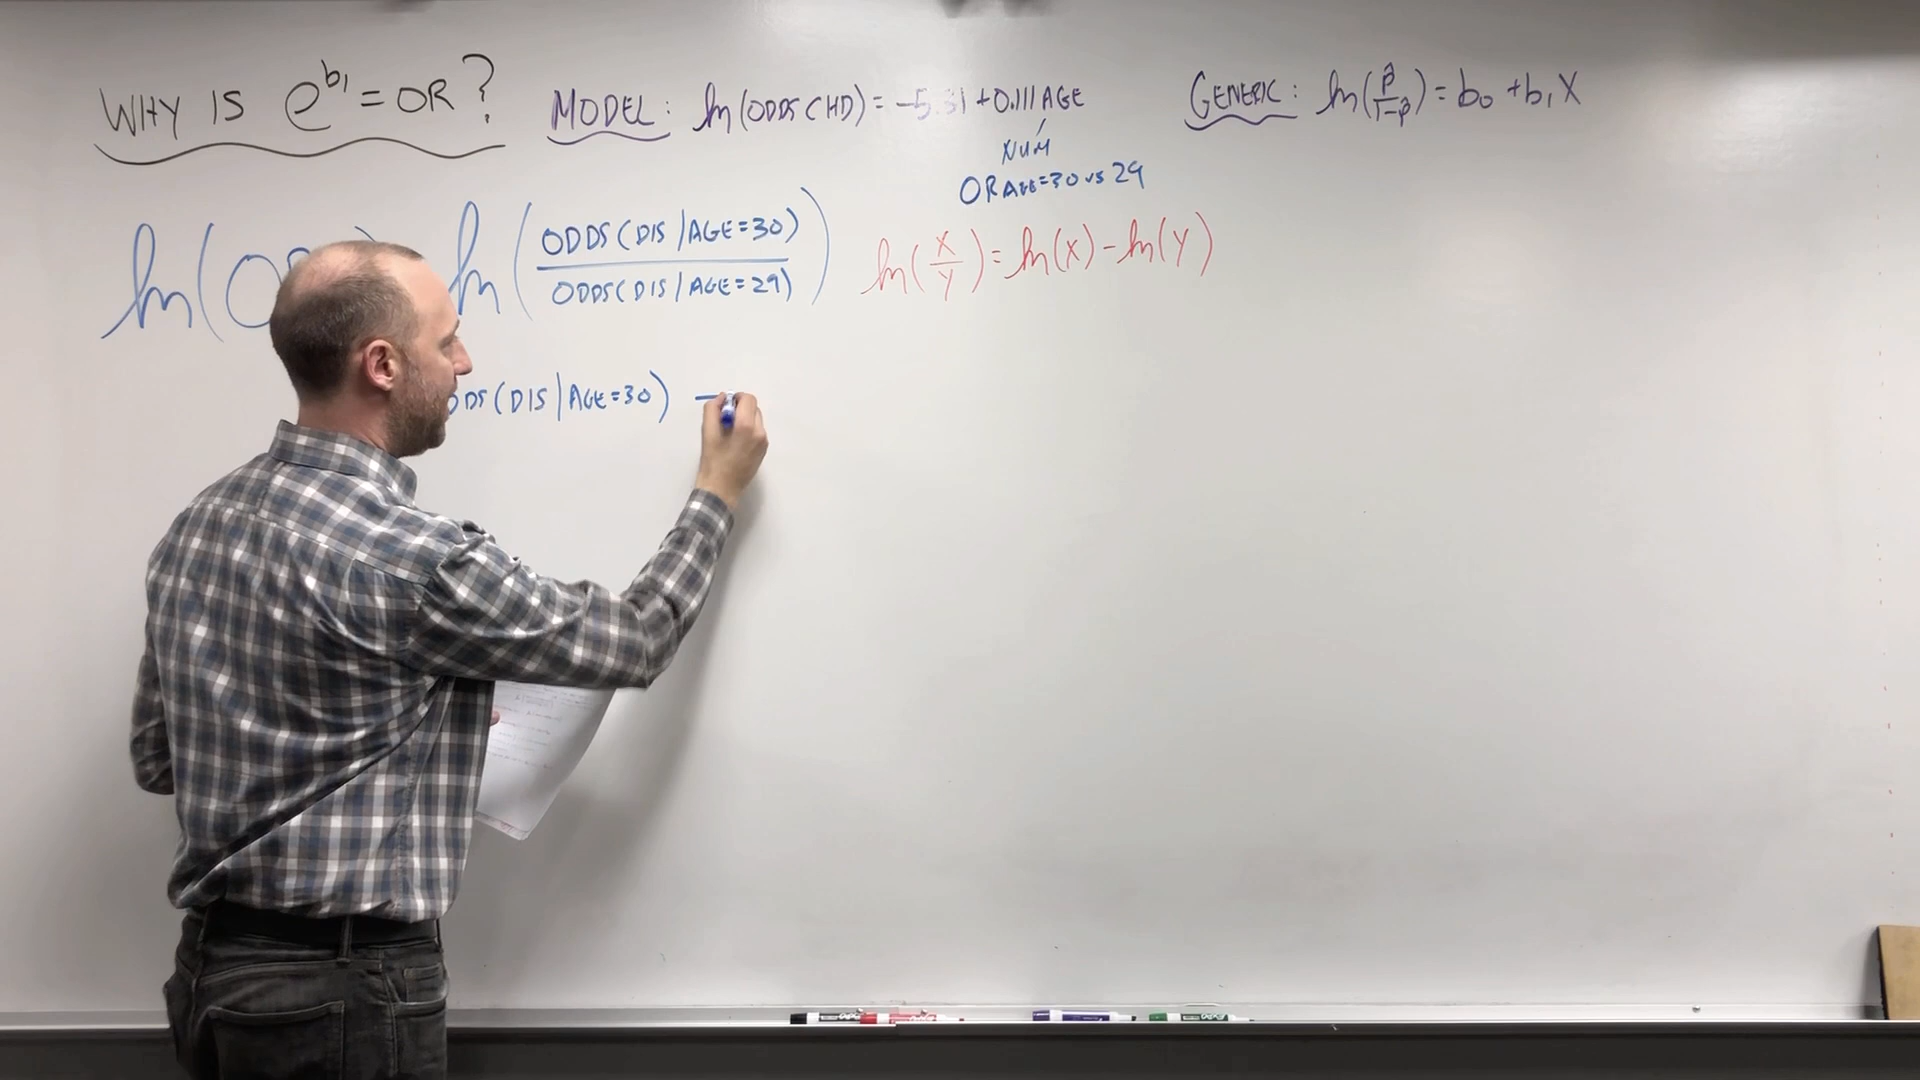 WHY IS e^b1 = OR?
MODEL: ln(ODDS CHD) = -5.31 + 0.111 AGE
NUM
OR AGE=30 vs 29
GENERIC: ln(p̂/1-p̂) = b0 + b1X
ln(O ln(ODDS(DIS|AGE=30)/ODDS(DIS|AGE=29))
ln(X/Y) = ln(X) - ln(Y)
DDS(DIS|AGE=30) -